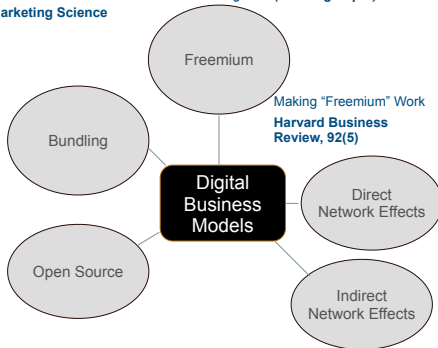 arketing Science
Freemium
Making “Freemium” Work
Harvard Business
Review, 92(5)
Bundling
Digital
Business
Models
Direct
Network Effects
Open Source
Indirect
Network Effects